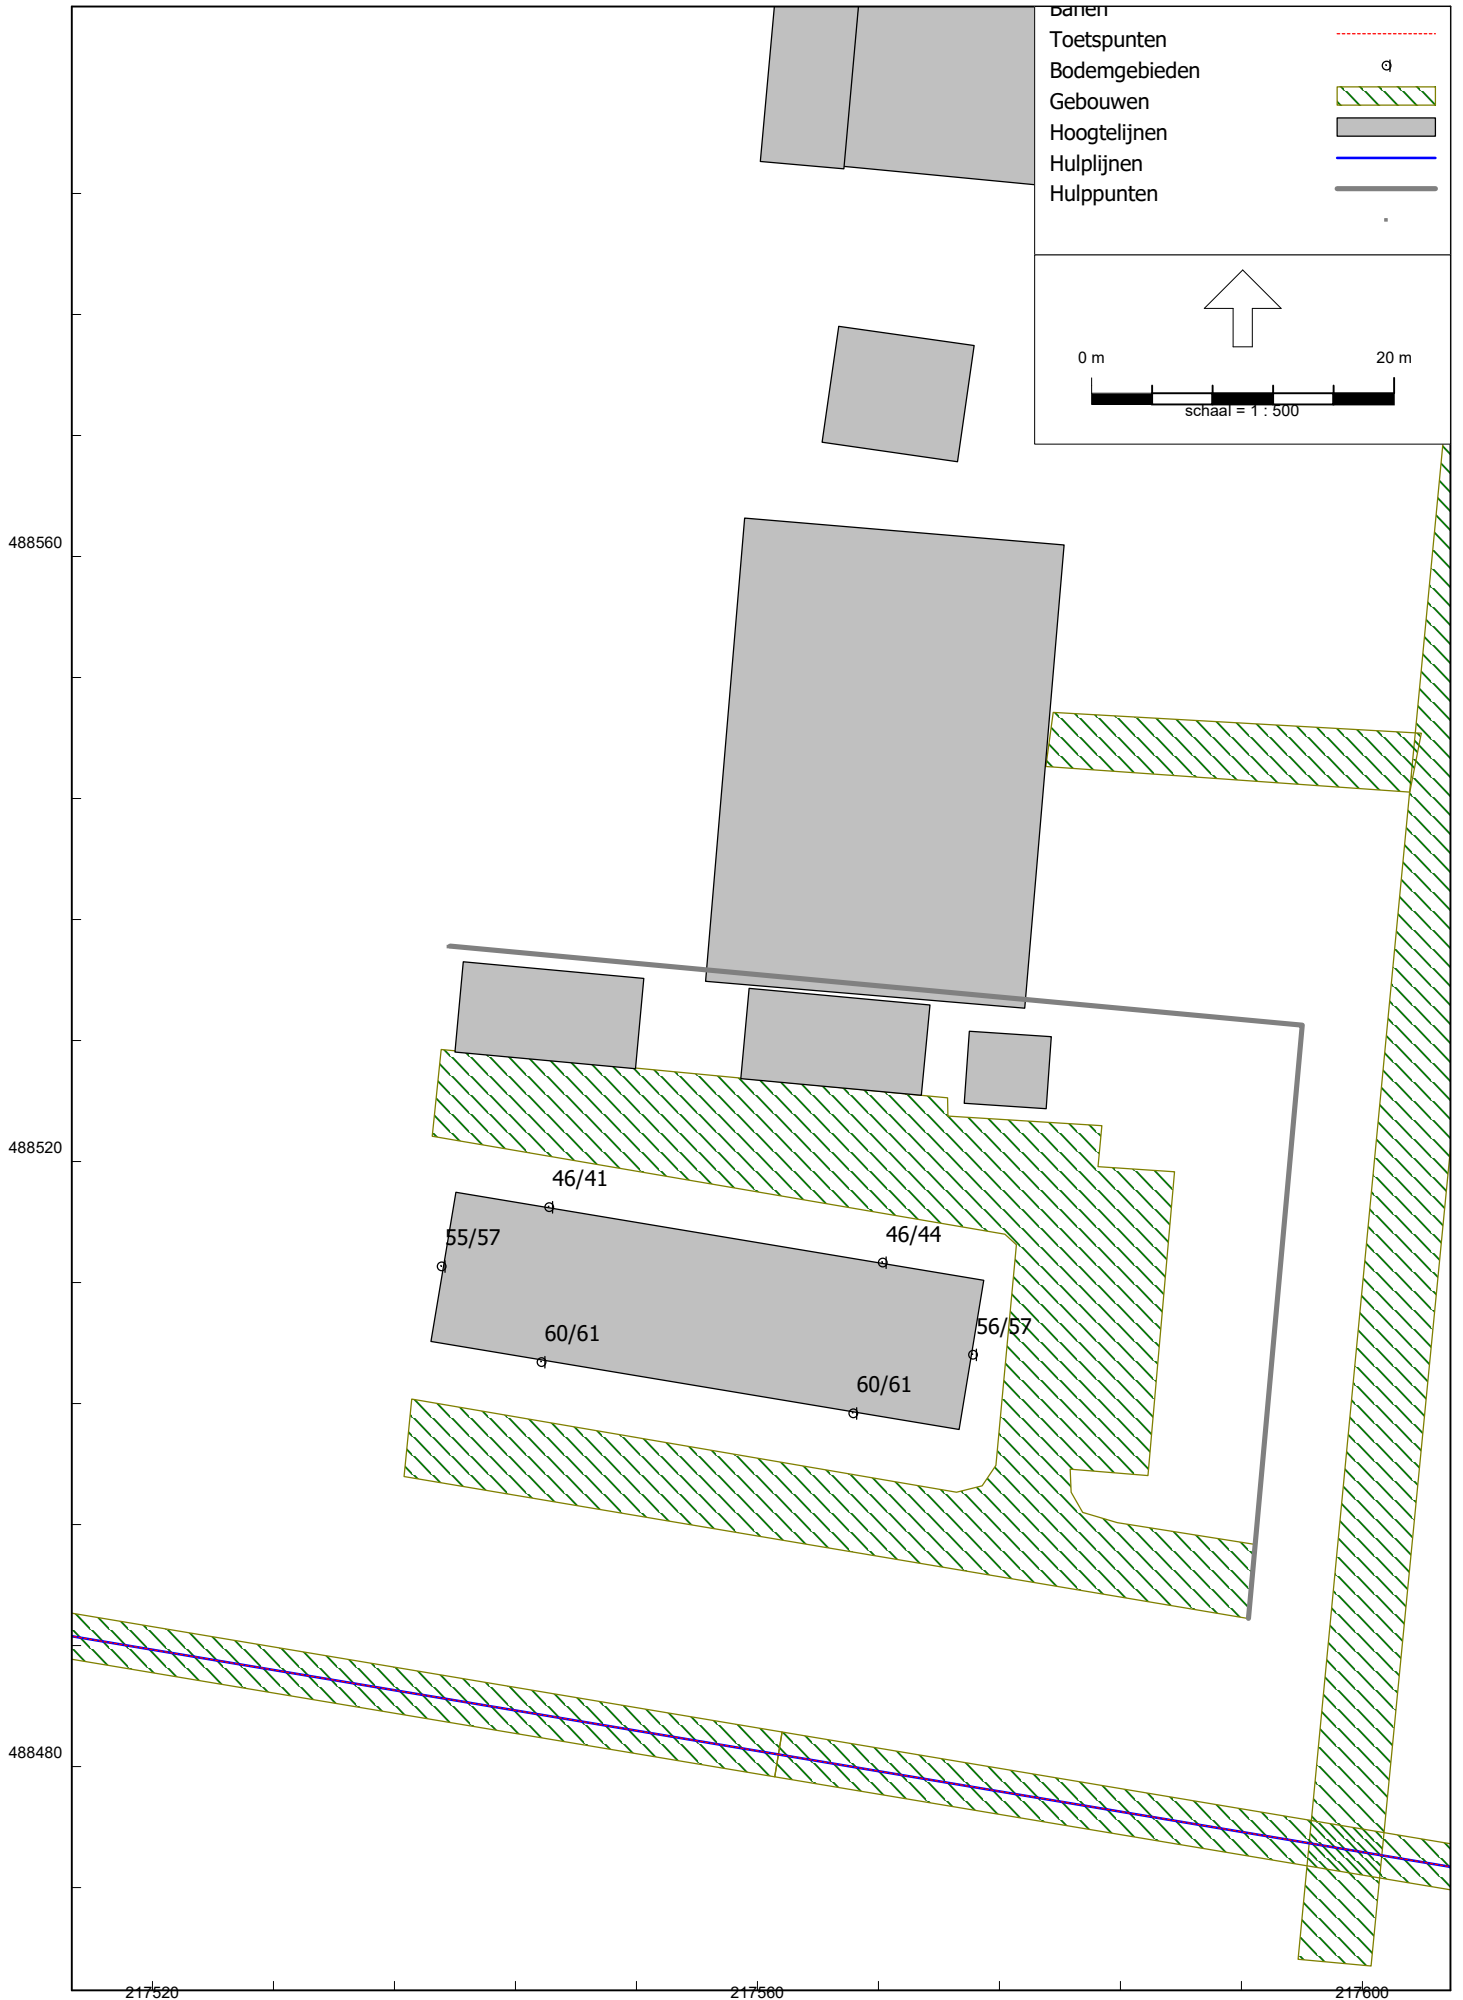 Banen
Toetspunten
Bodemgebieden
Gebouwen
Hoogtelijnen
Hulplijnen
Hulppunten
0 m 20 m
schaal = 1 : 500
488560
488520
46/41
46/44
55/57
56/57
60/61
60/61
488480
217520 217560 217600